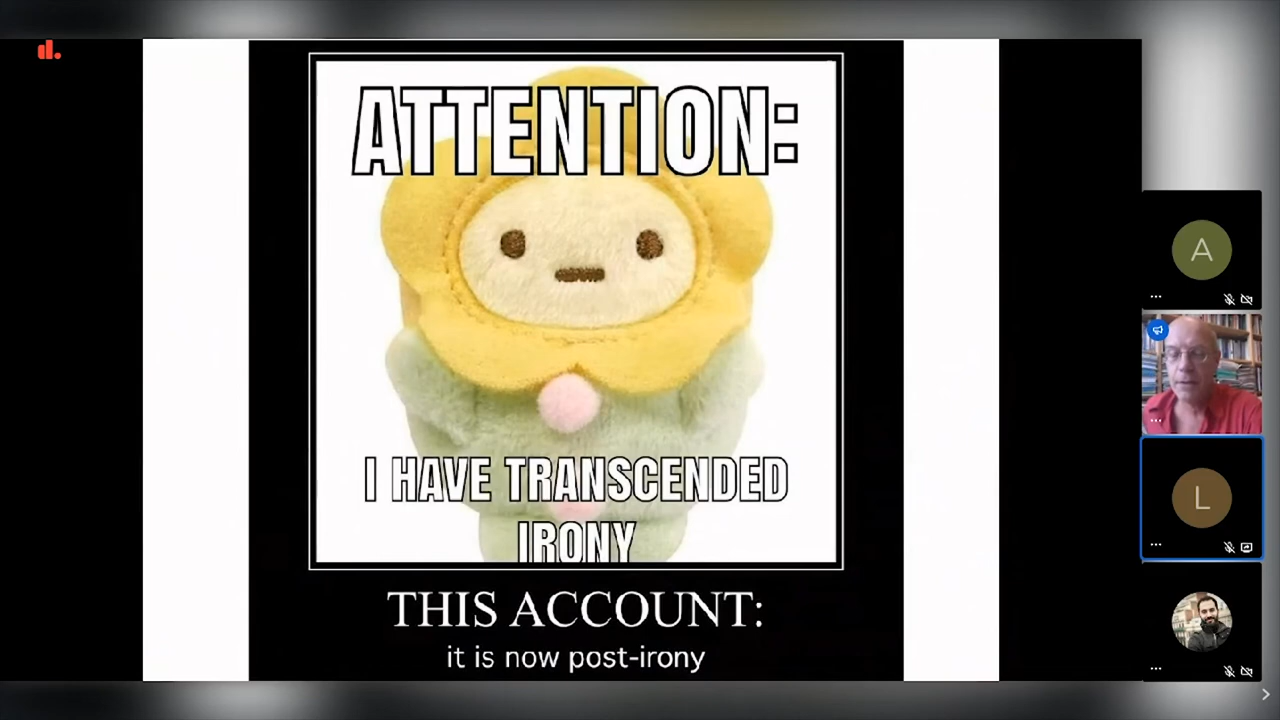 d.
ATTENTION:
I HAVE TRANSCENDED
IRONY
THIS ACCOUNT:
it is now post-irony
A
L